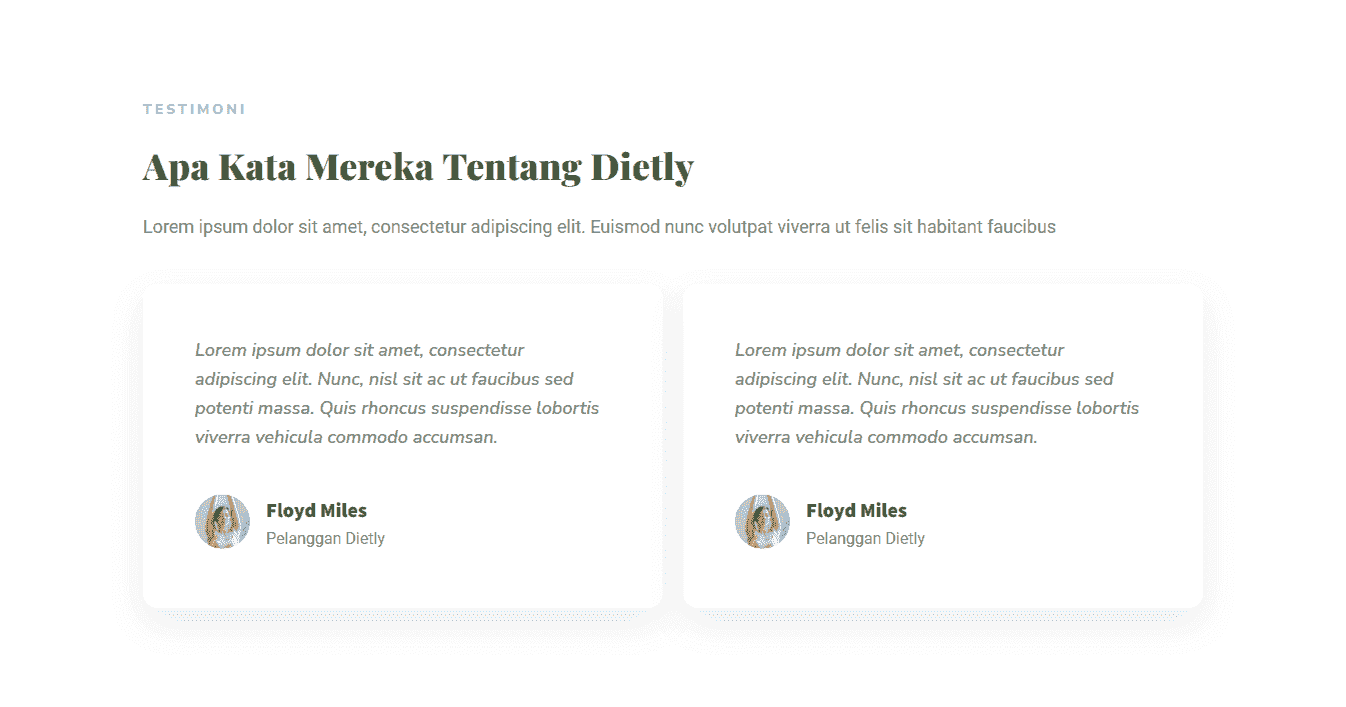 TESTIMONI
Apa Kata Mereka Tentang Dietly
Lorem ipsum dolor sit amet, consectetur adipiscing elit. Euismod nunc volutpat viverra ut felis sit habitant faucibus
Lorem ipsum dolor sit amet, consectetur
adipiscing elit. Nunc, nisl sit ac ut faucibus sed
potenti massa. Quis rhoncus suspendisse lobortis
viverra vehicula commodo accumsan.
Floyd Miles
Pelanggan Dietly
Lorem ipsum dolor sit amet, consectetur
adipiscing elit. Nunc, nisl sit ac ut faucibus sed
potenti massa. Quis rhoncus suspendisse lobortis
viverra vehicula commodo accumsan.
Floyd Miles
Pelanggan Dietly